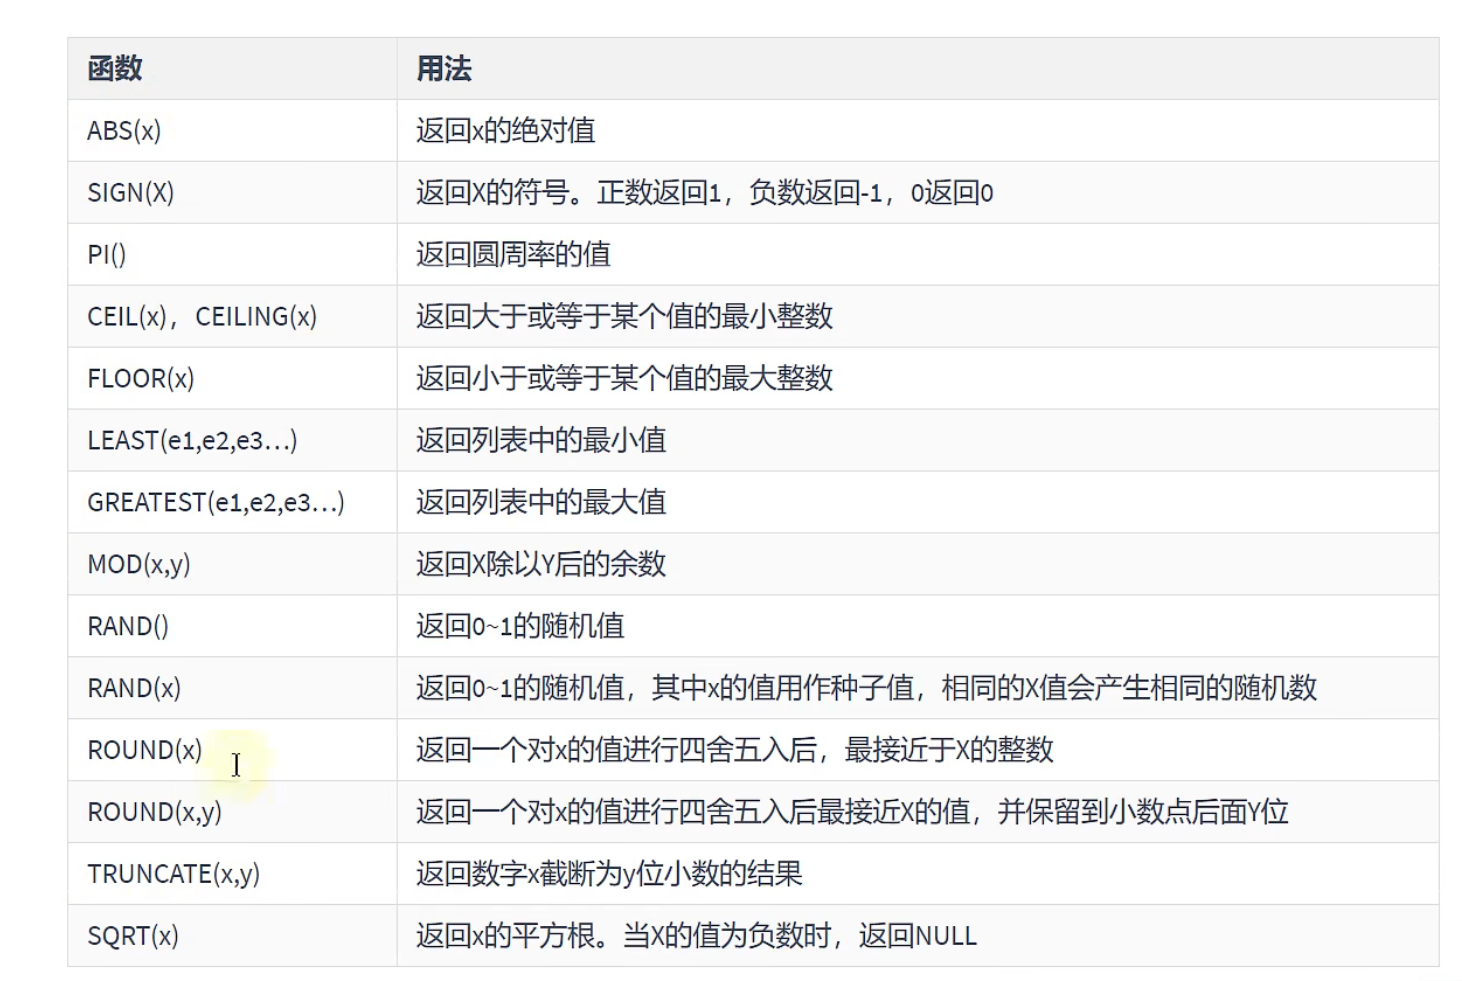 函数 用法
ABS(x) 返回x的绝对值
SIGN(X) 返回X的符号。正数返回1，负数返回-1，0返回0
PI() 返回圆周率的值
CEIL(x)，CEILING(x) 返回大于或等于某个值的最小整数
FLOOR(x) 返回小于或等于某个值的最大整数
LEAST(e1,e2,e3…) 返回列表中的最小值
GREATEST(e1,e2,e3…) 返回列表中的最大值
MOD(x,y) 返回X除以Y后的余数
RAND() 返回0~1的随机值
RAND(x) 返回0~1的随机值，其中x的值用作种子值，相同的X值会产生相同的随机数
ROUND(x) 返回一个对x的值进行四舍五入后，最接近于X的整数
ROUND(x,y) 返回一个对x的值进行四舍五入后最接近X的值，并保留到小数点后面Y位
TRUNCATE(x,y) 返回数字x截断为y位小数的结果
SQRT(x) 返回x的平方根。当X的值为负数时，返回NULL